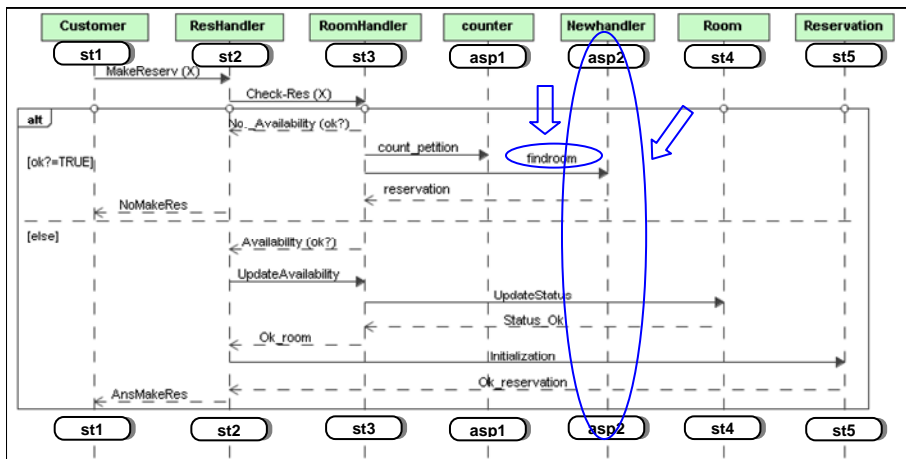 Customer ResHandler RoomHandler counter Newhandler Room Reservation
st1 st2 st3 asp1 asp2 st4 st5
MakeReserv (X)
Check-Res (X)
alt
No._Availability (ok?)
count_petition
findroom
[ok?=TRUE]
reservation
NoMakeRes
[else]
Availability (ok?)
UpdateAvailability
UpdateStatus
Status_Ok
Ok_room
Initialization
Ok_reservation
AnsMakeRes
st1 st2 st3 asp1 asp2 st4 st5